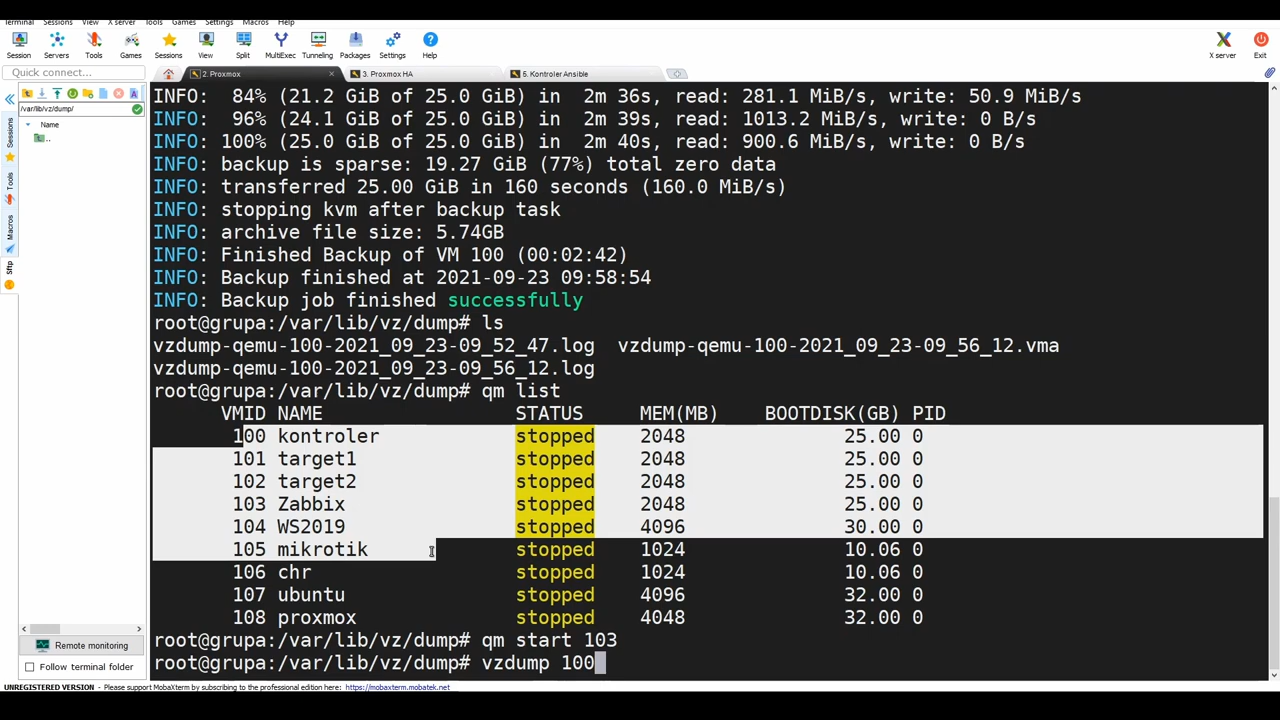 Terminal Sessions View X server Tools Games Settings Macros Help
Session Servers Tools Games Sessions View Split MultiExec Tunneling Packages Settings Help X server Exit
Quick connect...
2. Proxmox 3. Proxmox HA 5. Kontroler Ansible
/var/lib/vz/dump/
Name
..
Sessions
Tools
Macros
Sftp
INFO: 84% (21.2 GiB of 25.0 GiB) in 2m 36s, read: 281.1 MiB/s, write: 50.9 MiB/s
INFO: 96% (24.1 GiB of 25.0 GiB) in 2m 39s, read: 1013.2 MiB/s, write: 0 B/s
INFO: 100% (25.0 GiB of 25.0 GiB) in 2m 40s, read: 900.6 MiB/s, write: 0 B/s
INFO: backup is sparse: 19.27 GiB (77%) total zero data
INFO: transferred 25.00 GiB in 160 seconds (160.0 MiB/s)
INFO: stopping kvm after backup task
INFO: archive file size: 5.74GB
INFO: Finished Backup of VM 100 (00:02:42)
INFO: Backup finished at 2021-09-23 09:58:54
INFO: Backup job finished successfully
root@grupa:/var/lib/vz/dump# ls
vzdump-qemu-100-2021_09_23-09_52_47.log vzdump-qemu-100-2021_09_23-09_56_12.vma
vzdump-qemu-100-2021_09_23-09_56_12.log
root@grupa:/var/lib/vz/dump# qm list
VMID NAME STATUS MEM(MB) BOOTDISK(GB) PID
100 kontroler stopped 2048 25.00 0
101 target1 stopped 2048 25.00 0
102 target2 stopped 2048 25.00 0
103 Zabbix stopped 2048 25.00 0
104 WS2019 stopped 4096 30.00 0
105 mikrotik stopped 1024 10.06 0
106 chr stopped 1024 10.06 0
107 ubuntu stopped 4096 32.00 0
108 proxmox stopped 4048 32.00 0
root@grupa:/var/lib/vz/dump# qm start 103
root@grupa:/var/lib/vz/dump# vzdump 100
Remote monitoring
Follow terminal folder
UNREGISTERED VERSION - Please support MobaXterm by subscribing to the professional edition here: https://mobaxterm.mobatek.net